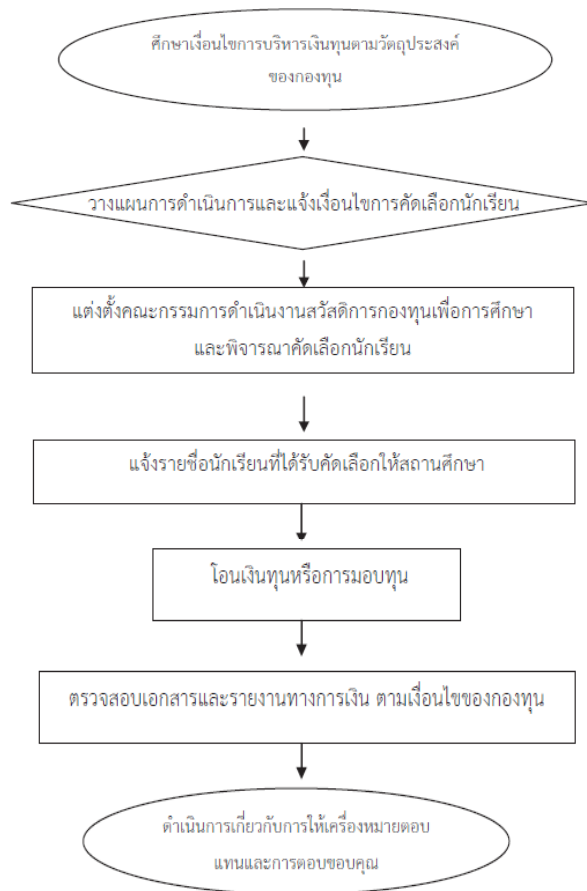 ศึกษาเงื่อนไขการบริหารเงินทุนตามวัตถุประสงค์
ของกองทุน
วางแผนการดำเนินการและแจ้งเงื่อนไขการคัดเลือกนักเรียน
แต่งตั้งคณะกรรมการดำเนินงานสวัสดิการกองทุนเพื่อการศึกษา
และพิจารณาคัดเลือกนักเรียน
แจ้งรายชื่อนักเรียนที่ได้รับคัดเลือกให้สถานศึกษา
โอนเงินทุนหรือการมอบทุน
ตรวจสอบเอกสารและรายงานทางการเงิน ตามเงื่อนไขของกองทุน
ดำเนินการเกี่ยวกับการให้เครื่องหมายตอบ
แทนและการตอบขอบคุณ